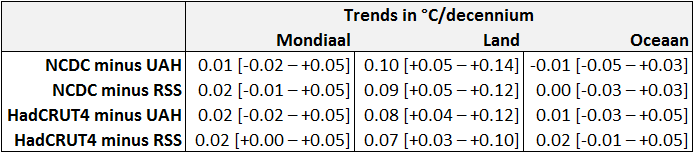 Trends in °C/decennium
Mondiaal Land Oceaan
NCDC minus UAH 0.01 [-0.02 – +0.05] 0.10 [+0.05 – +0.14] -0.01 [-0.05 – +0.03]
NCDC minus RSS 0.02 [-0.01 – +0.05] 0.09 [+0.05 – +0.12] 0.00 [-0.03 – +0.03]
HadCRUT4 minus UAH 0.02 [-0.02 – +0.05] 0.08 [+0.04 – +0.12] 0.01 [-0.03 – +0.05]
HadCRUT4 minus RSS 0.02 [+0.00 – +0.05] 0.07 [+0.03 – +0.10] 0.02 [-0.01 – +0.05]